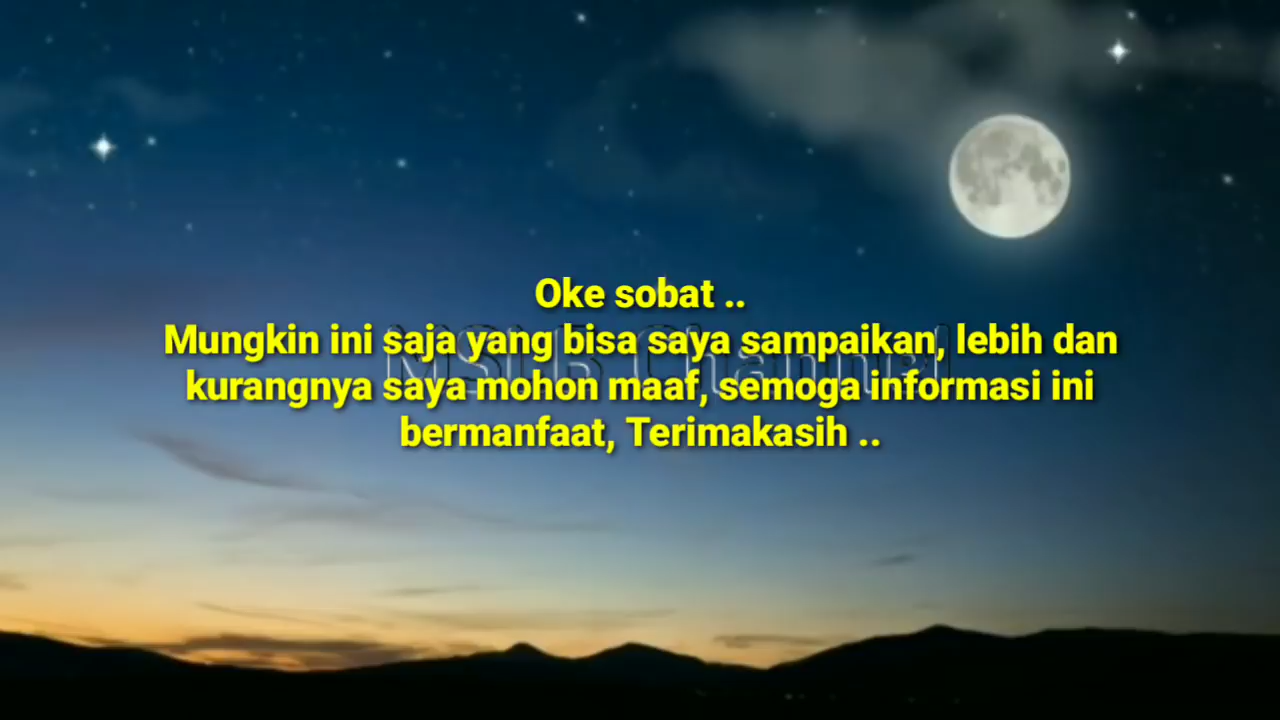 Oke sobat ..
Mungkin ini saja yang bisa saya sampaikan, lebih dan
kurangnya saya mohon maaf, semoga informasi ini
bermanfaat, Terimakasih ..